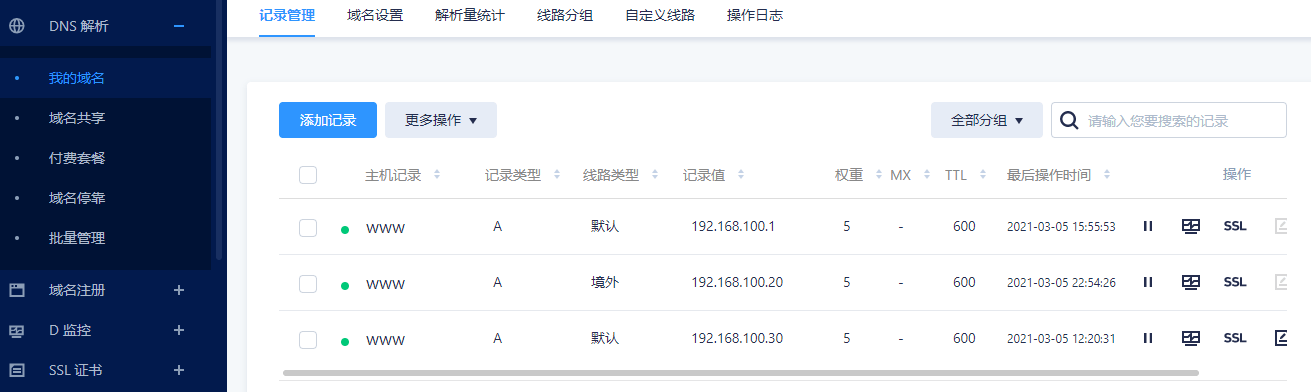 DNS 解析
我的域名
域名共享
付费套餐
域名停靠
批量管理
域名注册
D 监控
SSL 证书
记录管理 域名设置 解析量统计 线路分组 自定义线路 操作日志
添加记录 更多操作 全部分组 请输入您要搜索的记录
主机记录 记录类型 线路类型 记录值 权重 MX TTL 最后操作时间 操作
www A 默认 192.168.100.1 5 - 600 2021-03-05 15:55:53 SSL
www A 境外 192.168.100.20 5 - 600 2021-03-05 22:54:26 SSL
www A 默认 192.168.100.30 5 - 600 2021-03-05 12:20:31 SSL